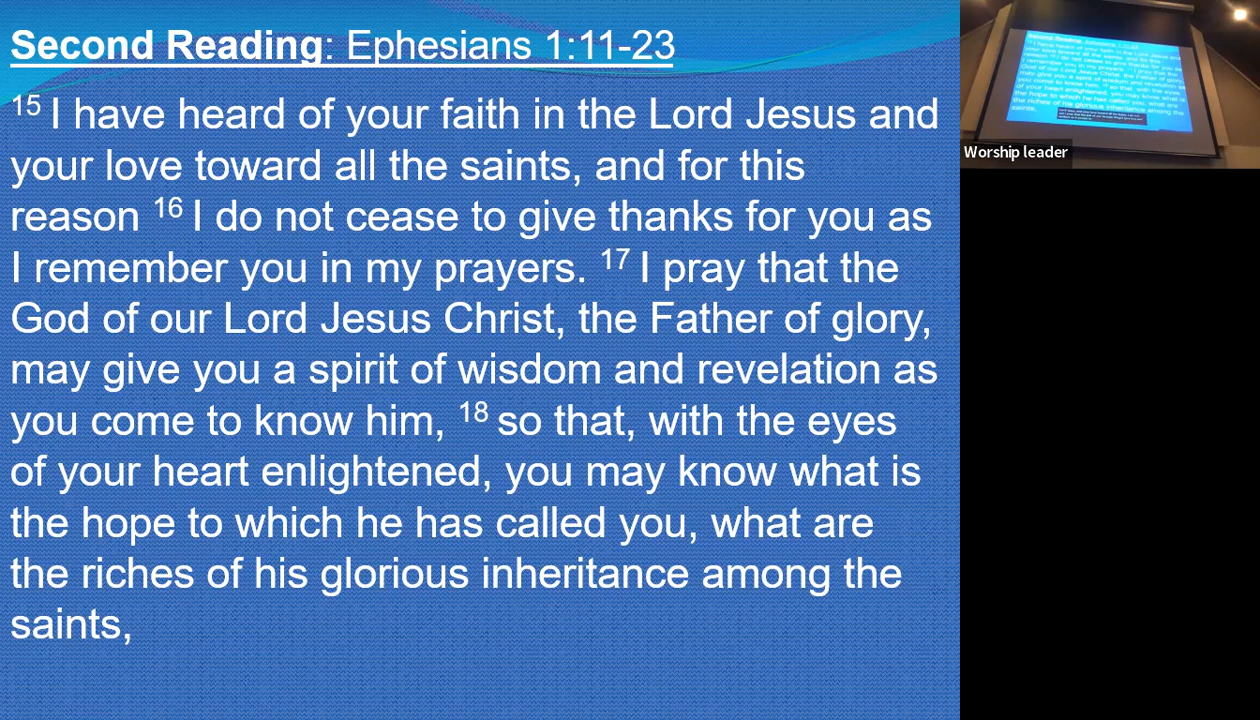 Second Reading: Ephesians 1:11-23
15 I have heard of your faith in the Lord Jesus and
your love toward all the saints, and for this
reason 16 I do not cease to give thanks for you as
I remember you in my prayers. 17 I pray that the
God of our Lord Jesus Christ, the Father of glory,
may give you a spirit of wisdom and revelation as
you come to know him, 18 so that, with the eyes
of your heart enlightened, you may know what is
the hope to which he has called you, what are
the riches of his glorious inheritance among the
saints,
Worship leader